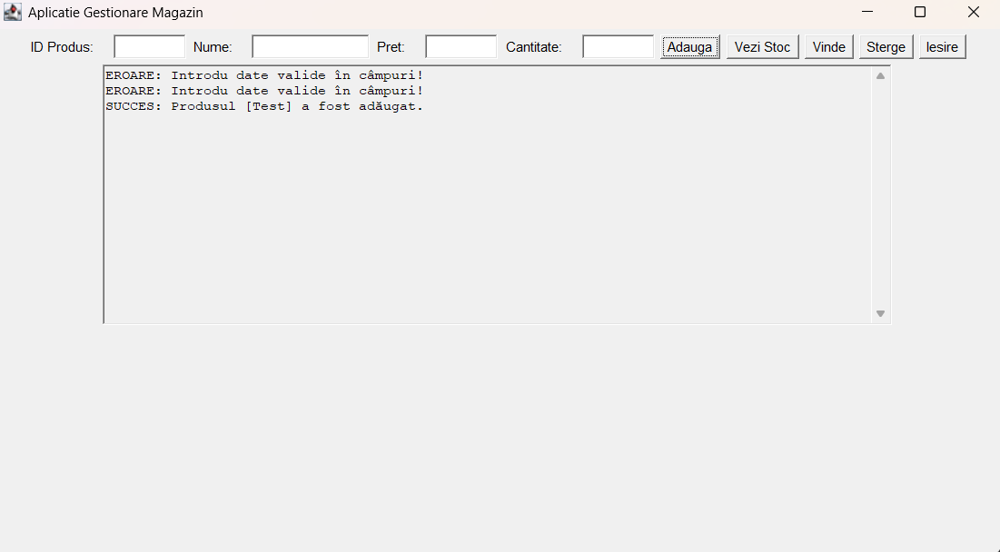 Aplicatie Gestionare Magazin
ID Produs: Nume: Pret: Cantitate: Adauga Vezi Stoc Vinde Sterge Iesire
EROARE: Introdu date valide în câmpuri!
EROARE: Introdu date valide în câmpuri!
SUCCES: Produsul [Test] a fost adăugat.